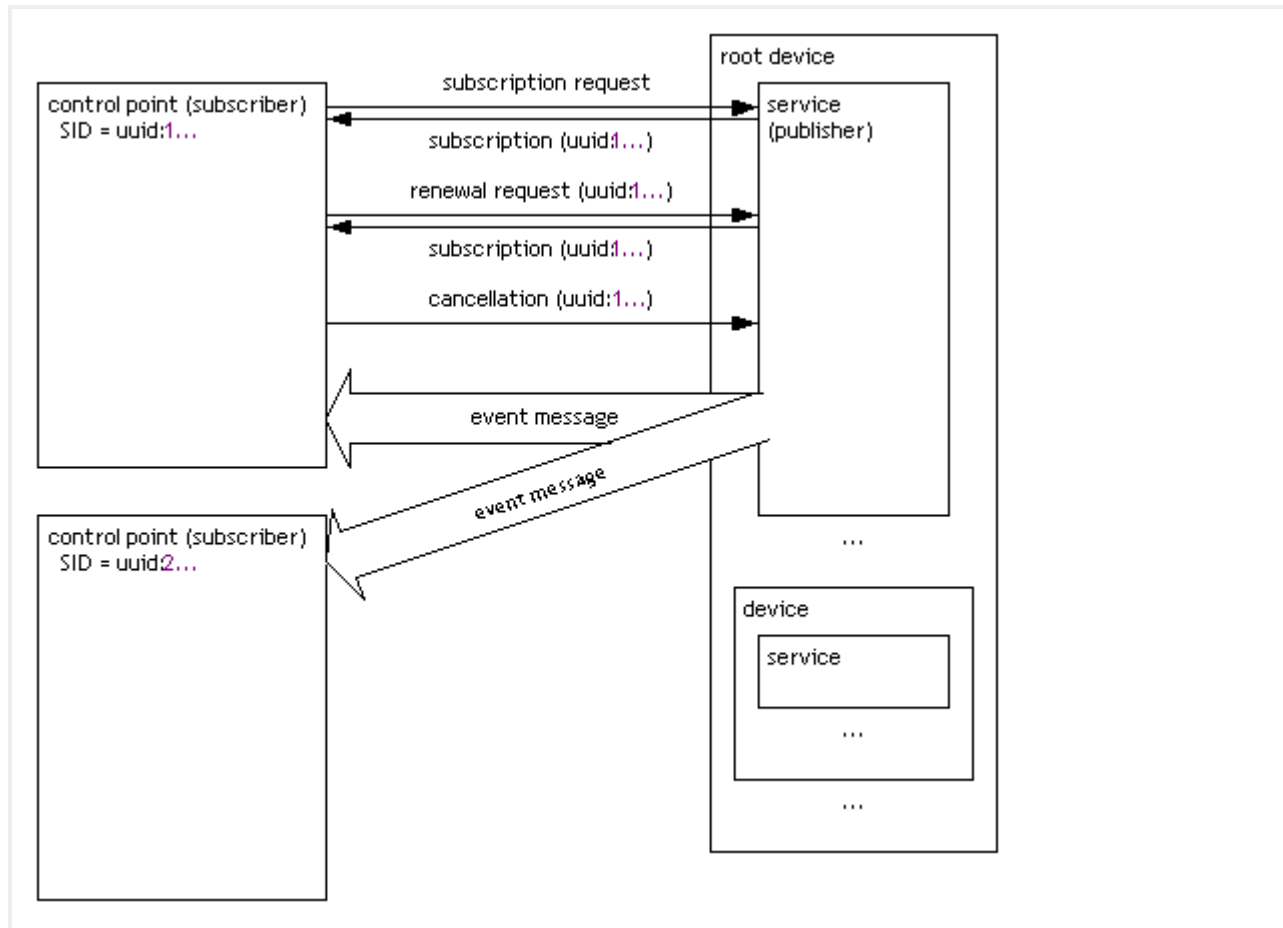 root device
subscription request
control point (subscriber)
SID = uuid:1...
service
(publisher)
subscription (uuid:1...)
renewal request (uuid:1...)
subscription (uuid:1...)
cancellation (uuid:1...)
event message
event message
control point (subscriber)
SID = uuid:2...
...
device
service
...
...